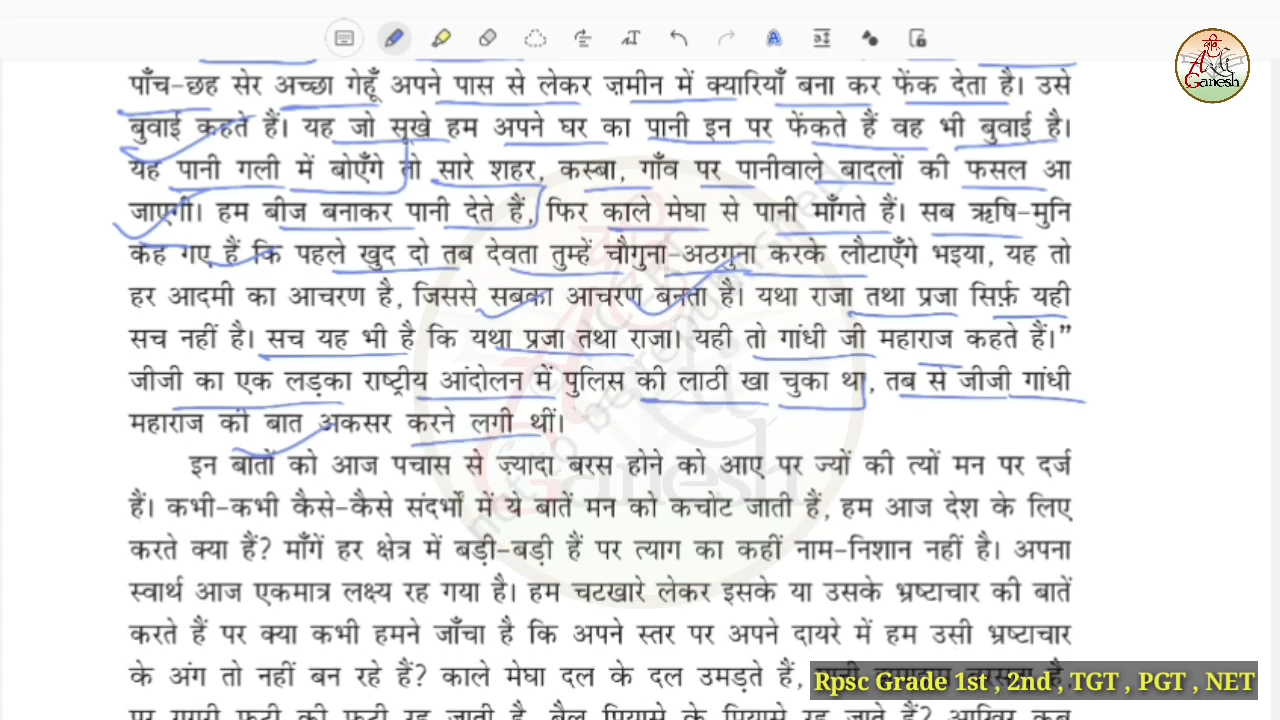 पाँच-छह सेर अच्छा गेहूँ अपने पास से लेकर ज़मीन में क्यारियाँ बना कर फेंक देता है। उसे
बुवाई कहते हैं। यह जो सूखे हम अपने घर का पानी इन पर फेंकते हैं वह भी बुवाई है।
यह पानी गली में बोएँगे तो सारे शहर, कस्बा, गाँव पर पानीवाले बादलों की फसल आ
जाएगी। हम बीज बनाकर पानी देते हैं, फिर काले मेघा से पानी माँगते हैं। सब ऋषि-मुनि
कह गए हैं कि पहले खुद दो तब देवता तुम्हें चौगुना-अठगुना करके लौटाएँगे भइया, यह तो
हर आदमी का आचरण है, जिससे सबका आचरण बनता है। यथा राजा तथा प्रजा सिर्फ़ यही
सच नहीं है। सच यह भी है कि यथा प्रजा तथा राजा। यही तो गांधी जी महाराज कहते हैं।”
जीजी का एक लड़का राष्ट्रीय आंदोलन में पुलिस की लाठी खा चुका था, तब से जीजी गांधी
महाराज की बात अकसर करने लगी थीं।
इन बातों को आज पचास से ज़्यादा बरस होने को आए पर ज्यों की त्यों मन पर दर्ज
हैं। कभी-कभी कैसे-कैसे संदर्भों में ये बातें मन को कचोट जाती हैं, हम आज देश के लिए
करते क्या हैं? माँगें हर क्षेत्र में बड़ी-बड़ी हैं पर त्याग का कहीं नाम-निशान नहीं है। अपना
स्वार्थ आज एकमात्र लक्ष्य रह गया है। हम चटखारे लेकर इसके या उसके भ्रष्टाचार की बातें
करते हैं पर क्या कभी हमने जाँचा है कि अपने स्तर पर अपने दायरे में हम उसी भ्रष्टाचार
के अंग तो नहीं बन रहे हैं? काले मेघा दल के दल उमड़ते हैं,
Rpsc Grade 1st , 2nd , TGT , PGT , NET